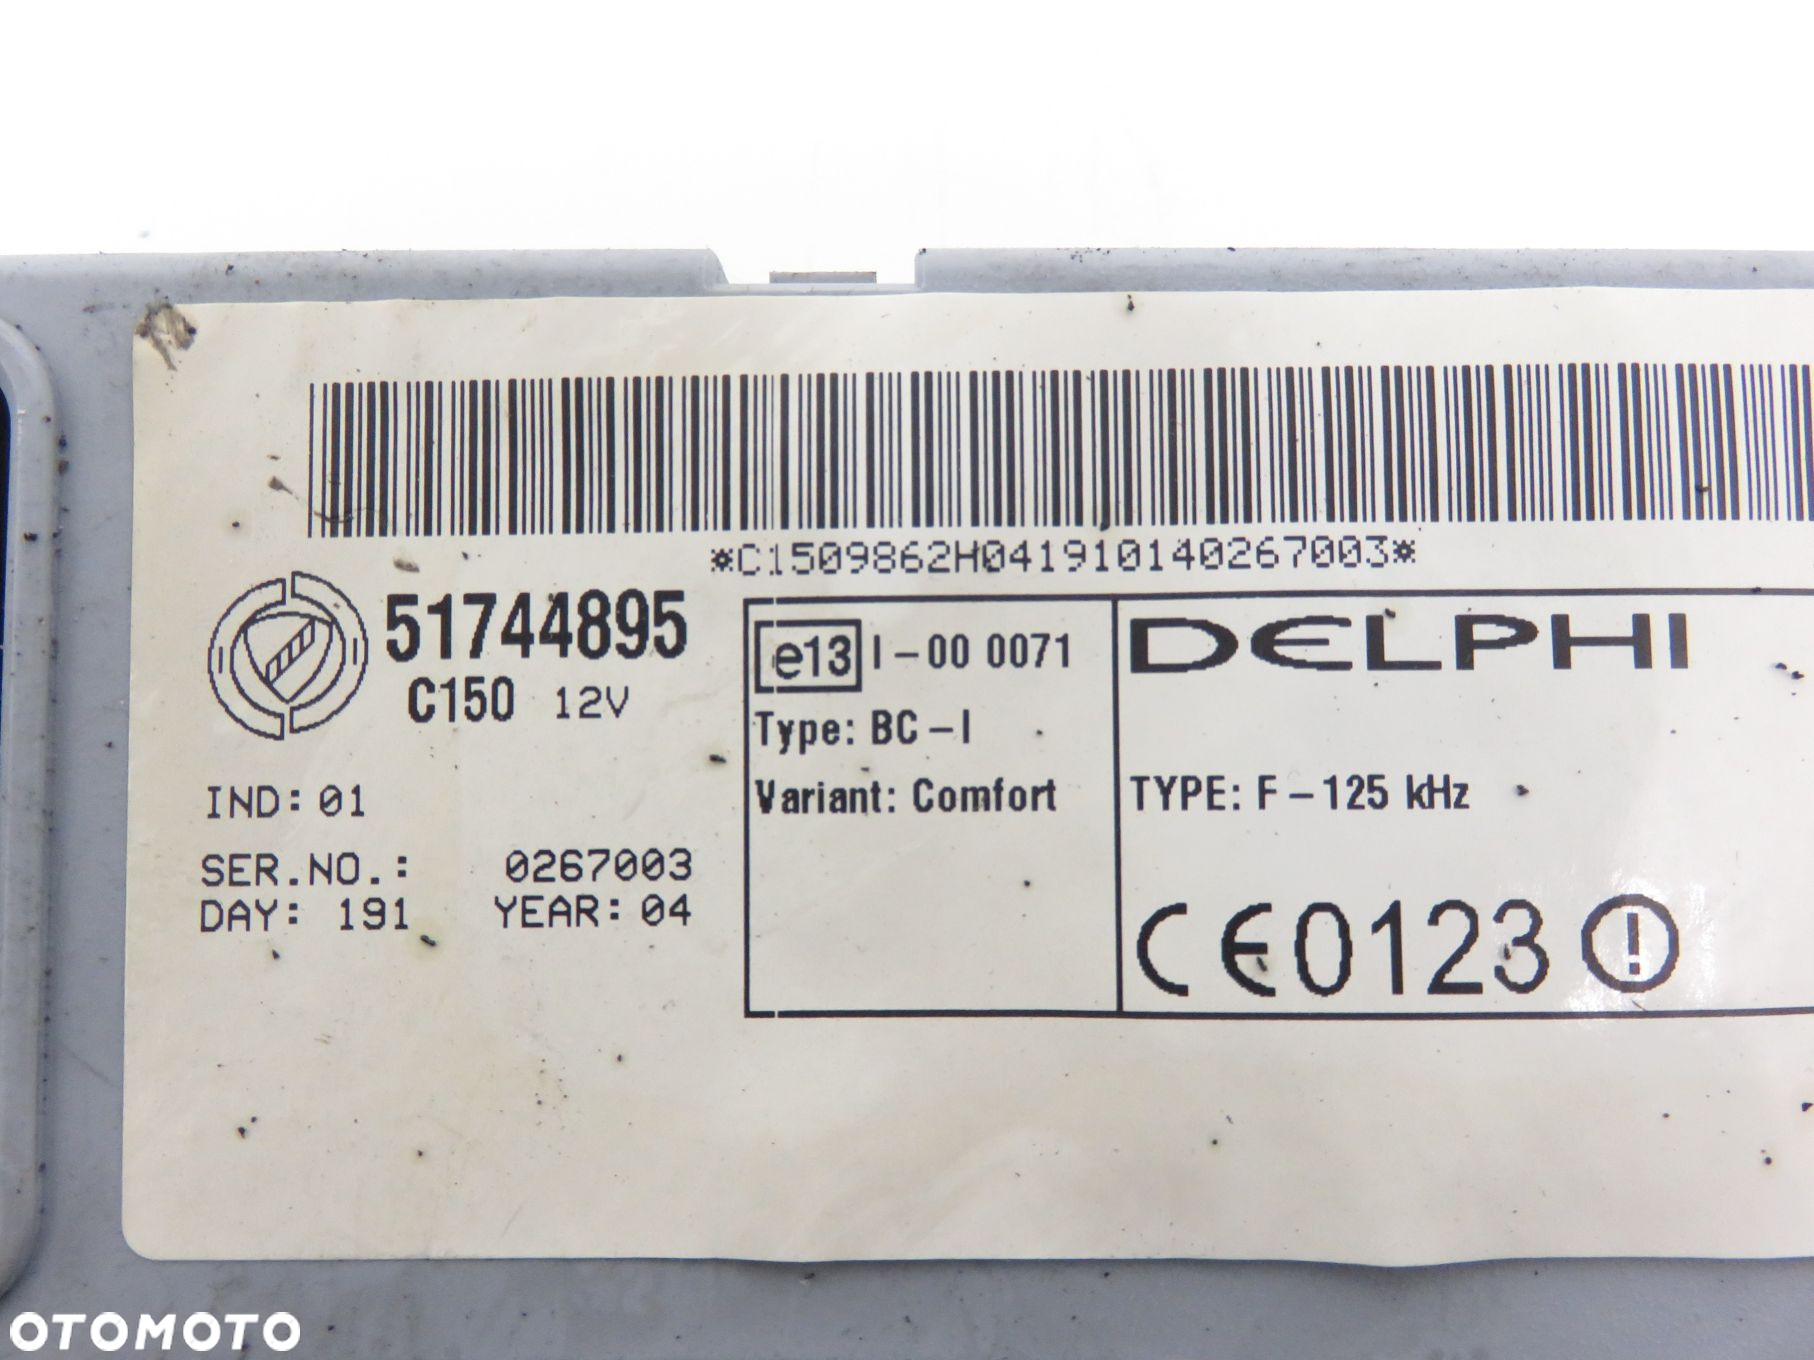 *C1509862H041910140267003*
51744895
C150 12V
IND: 01
SER.NO.: 0267003
DAY: 191 YEAR: 04
e13 I-00 0071
Type: BC-I
Variant: Comfort
DELPHI
TYPE: F-125 kHz
CE0123 !
OTOMOTO